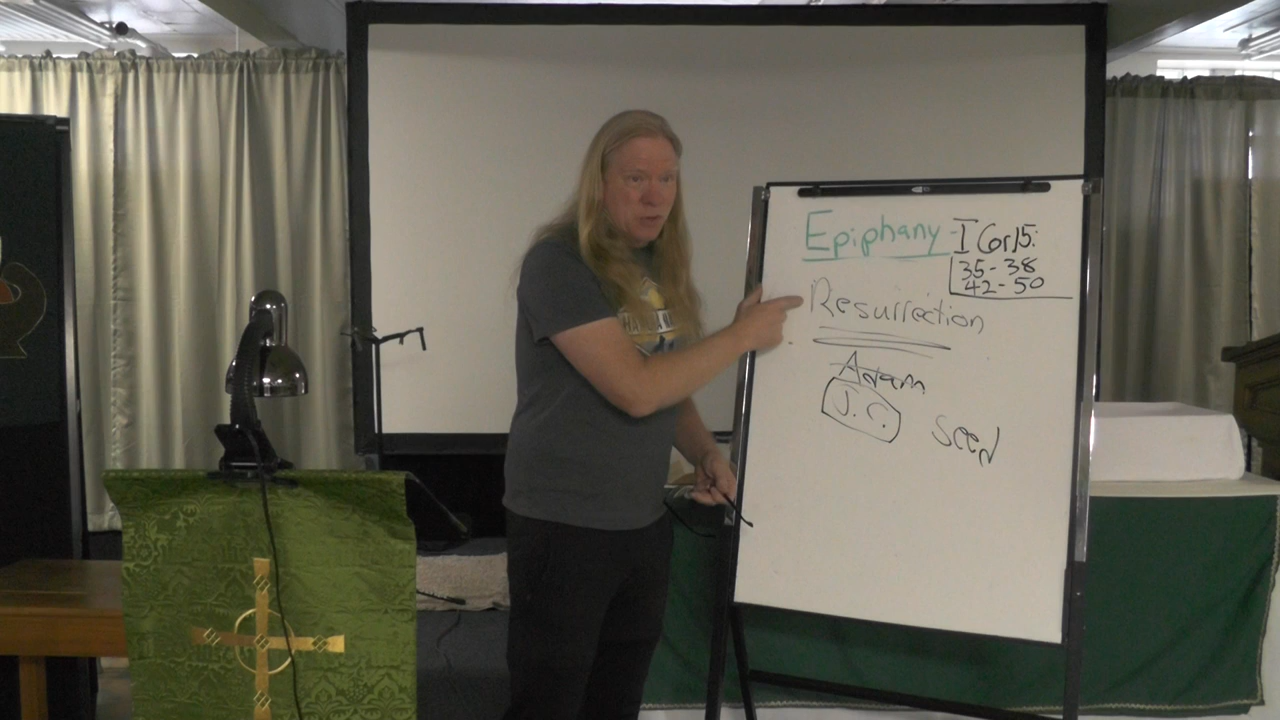 Epiphany - I Cor 15:
35-38
42-50
Resurrection
Adam
J.C.
Seed